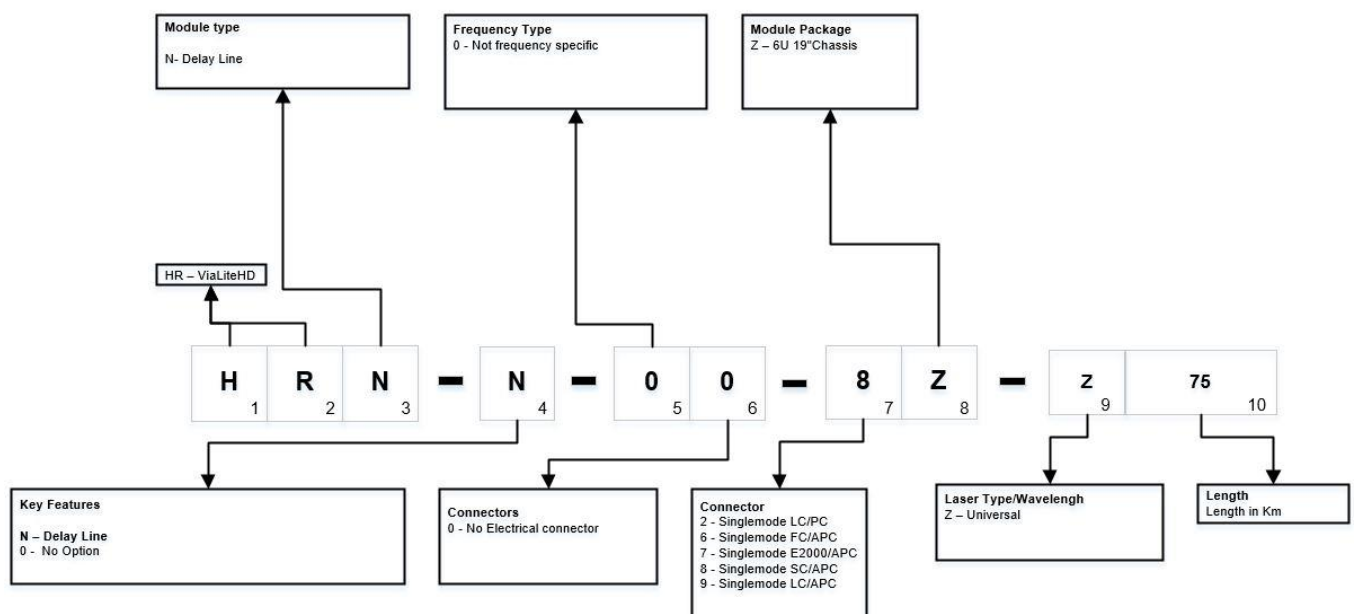 Module type
N- Delay Line
Frequency Type
0 - Not frequency specific
Module Package
Z – 6U 19"Chassis
HR – ViaLiteHD
H R N - N - 0 0 - 8 Z - Z 75
1 2 3 4 5 6 7 8 9 10
Key Features
N – Delay Line
0 - No Option
Connectors
0 - No Electrical connector
Connector
2 - Singlemode LC/PC
6 - Singlemode FC/APC
7 - Singlemode E2000/APC
8 - Singlemode SC/APC
9 - Singlemode LC/APC
Laser Type/Wavelengh
Z – Universal
Length
Length in Km